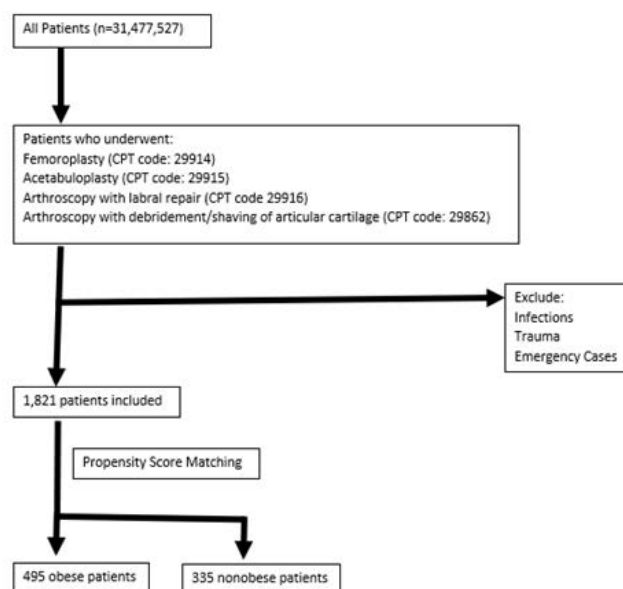 All Patients (n=31,477,527)
Patients who underwent:
Femoroplasty (CPT code: 29914)
Acetabuloplasty (CPT code: 29915)
Arthroscopy with labral repair (CPT code 29916)
Arthroscopy with debridement/shaving of articular cartilage (CPT code: 29862)
Exclude:
Infections
Trauma
Emergency Cases
1,821 patients included
Propensity Score Matching
495 obese patients
335 nonobese patients